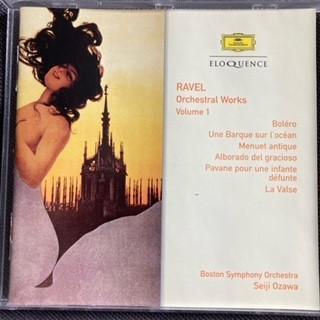 ELOQUENCE
RAVEL
Orchestral Works
Volume 1
Boléro
Une Barque sur l'océan
Menuet antique
Alborado del gracioso
Pavane pour une infante
défunte
La Valse
Boston Symphony Orchestra
Seiji Ozawa